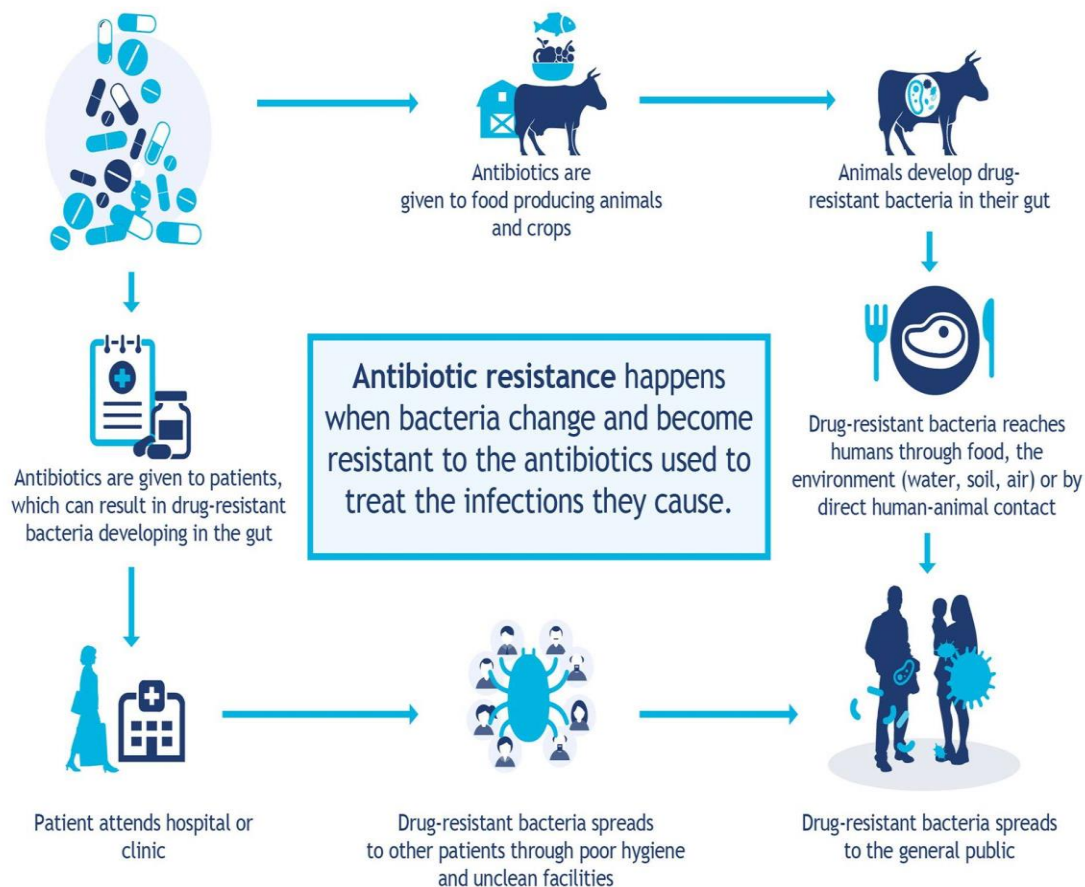 Antibiotics are
given to food producing animals
and crops
Animals develop drug-
resistant bacteria in their gut
Antibiotics are given to patients,
which can result in drug-resistant
bacteria developing in the gut
Antibiotic resistance happens
when bacteria change and become
resistant to the antibiotics used to
treat the infections they cause.
Drug-resistant bacteria reaches
humans through food, the
environment (water, soil, air) or by
direct human-animal contact
Patient attends hospital or
clinic
Drug-resistant bacteria spreads
to other patients through poor hygiene
and unclean facilities
Drug-resistant bacteria spreads
to the general public